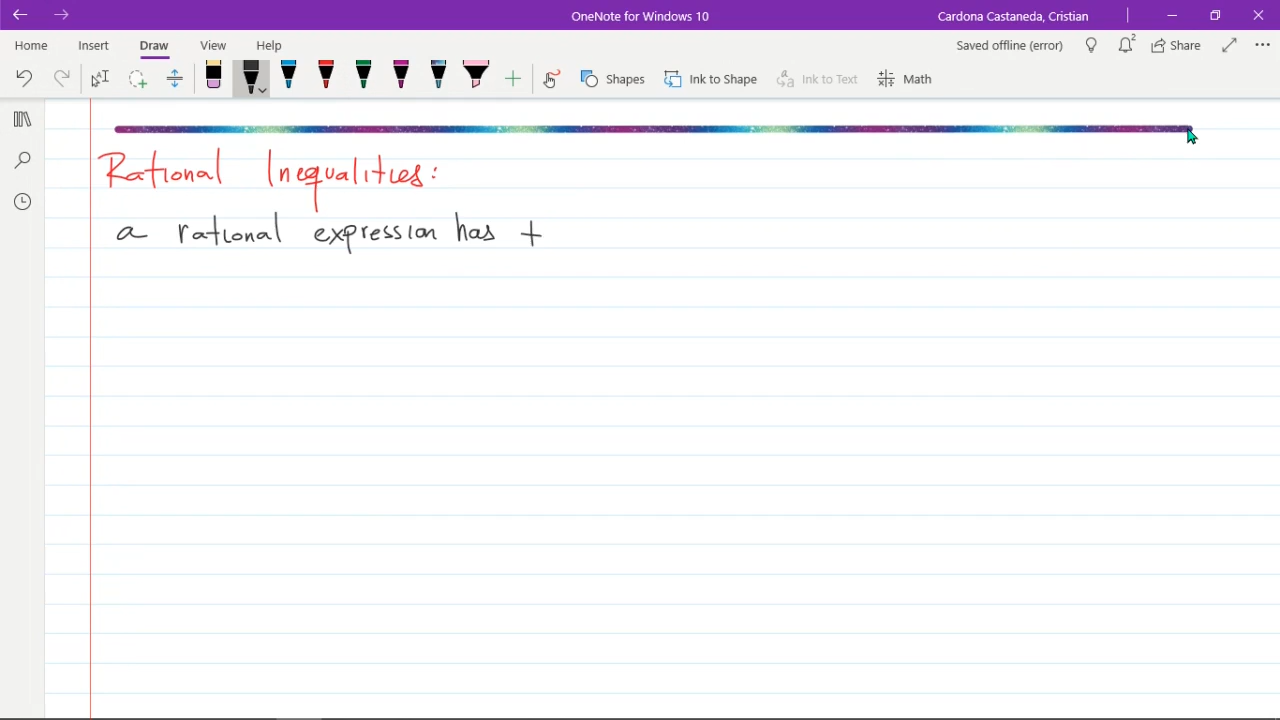 OneNote for Windows 10
Cardona Castaneda, Cristian
Home Insert Draw View Help
Saved offline (error) 2 Share
Shapes Ink to Shape Ink to Text Math
Rational Inequalities:
a rational expression has t